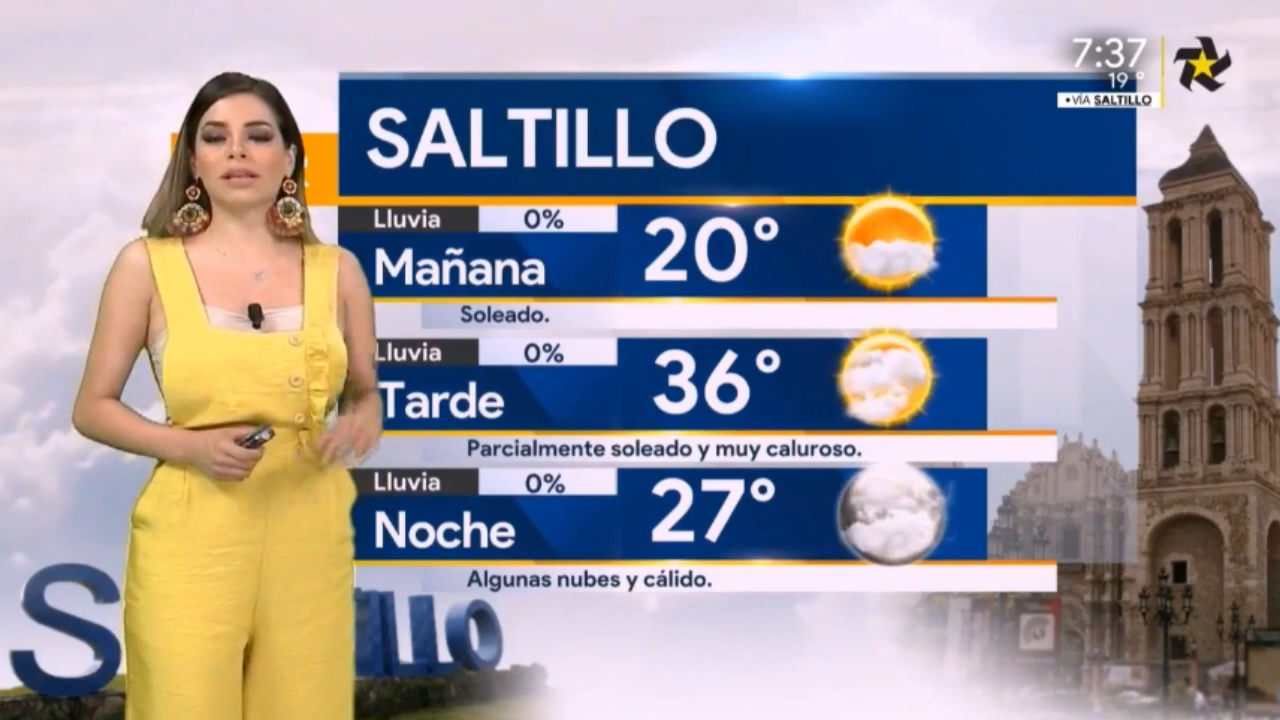 7:37
19 °
•VÍA SALTILLO
SALTILLO
Lluvia 0%
Mañana 20°
Soleado.
Lluvia 0%
Tarde 36°
Parcialmente soleado y muy caluroso.
Lluvia 0%
Noche 27°
Algunas nubes y cálido.
S LLO